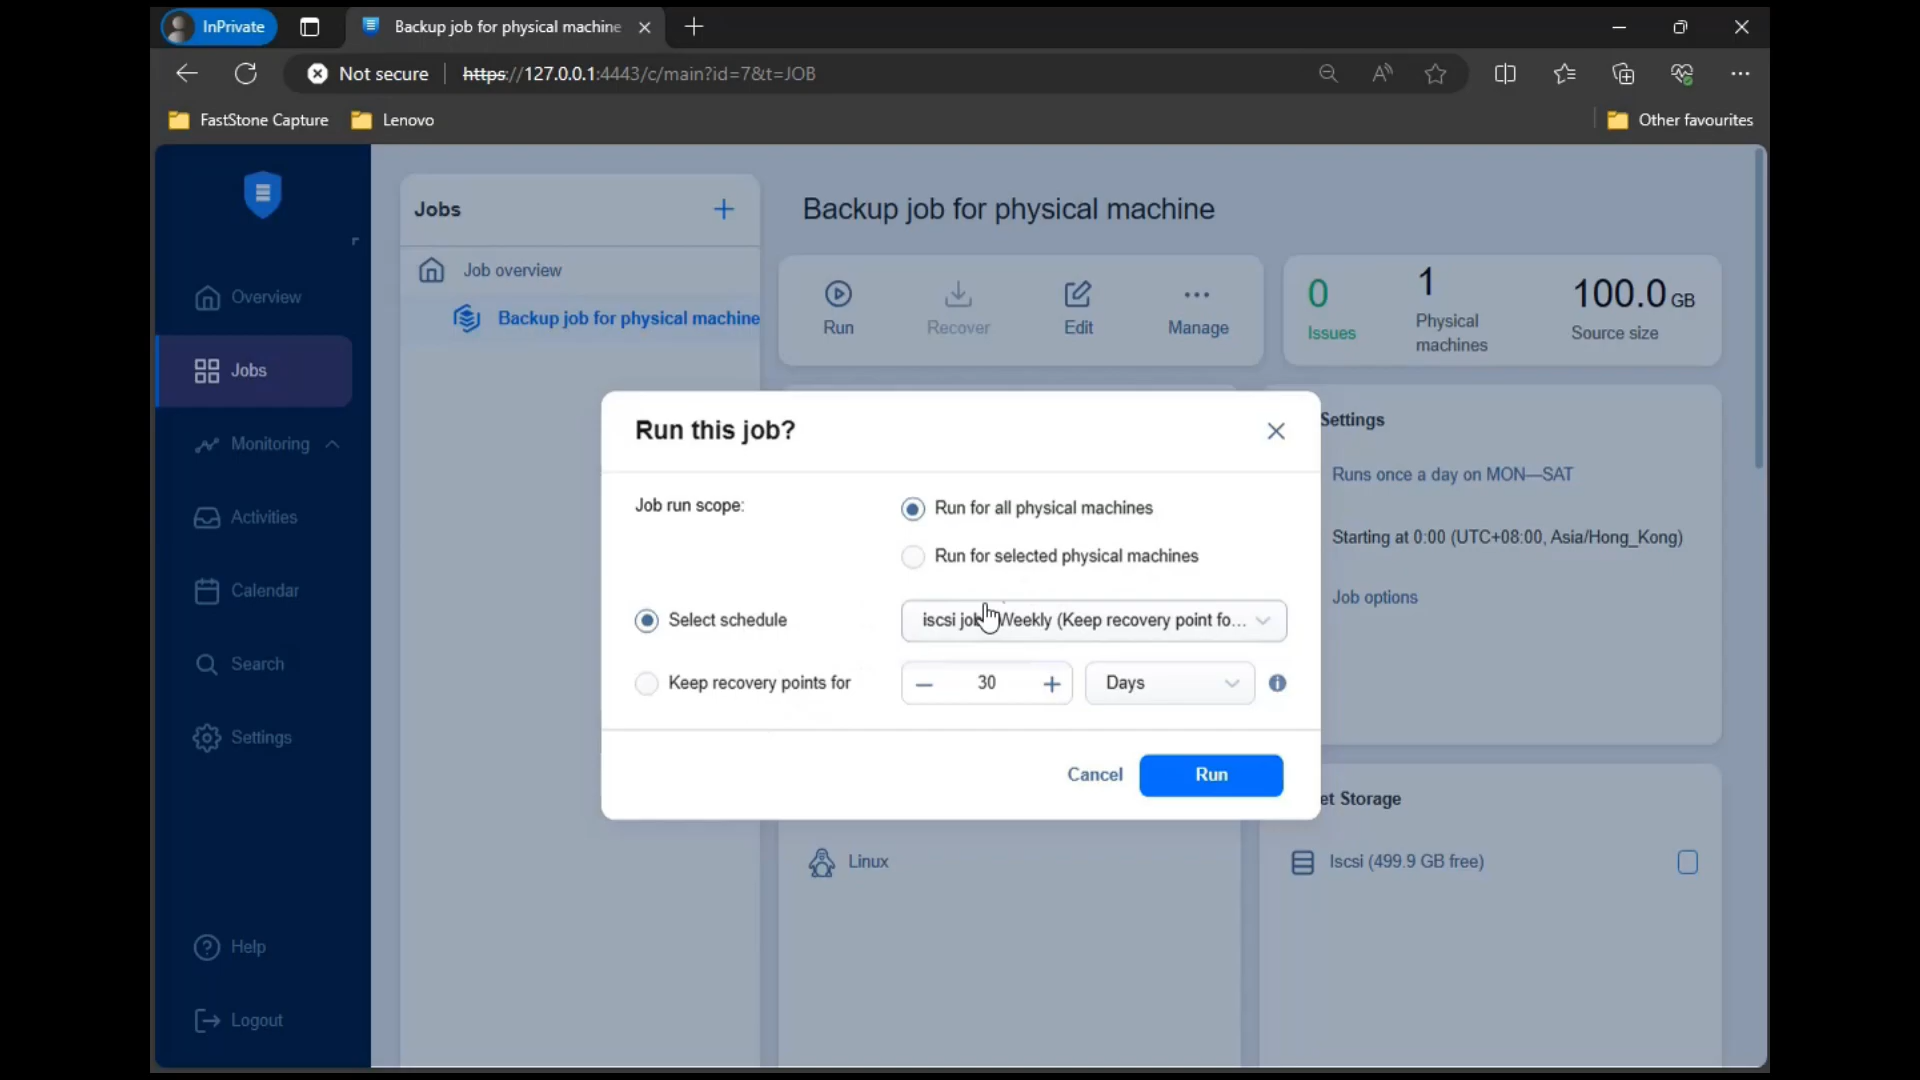 InPrivate
Backup job for physical machine
Not secure
https://127.0.0.1:4443/c/main?id=7&t=JOB
FastStone Capture
Lenovo
Other favourites
Overview
Jobs
Monitoring
Activities
Calendar
Search
Settings
Help
Logout
Jobs
Job overview
Backup job for physical machine
Backup job for physical machine
Run
Recover
Edit
Manage
0
Issues
1
Physical
machines
100.0 GB
Source size
Settings
Runs once a day on MON—SAT
Starting at 0:00 (UTC+08:00, Asia/Hong_Kong)
Job options
Run this job?
Job run scope:
Run for all physical machines
Run for selected physical machines
Select schedule
iscsi job Weekly (Keep recovery point fo...
Keep recovery points for
30
Days
Cancel
Run
et Storage
Linux
Iscsi (499.9 GB free)